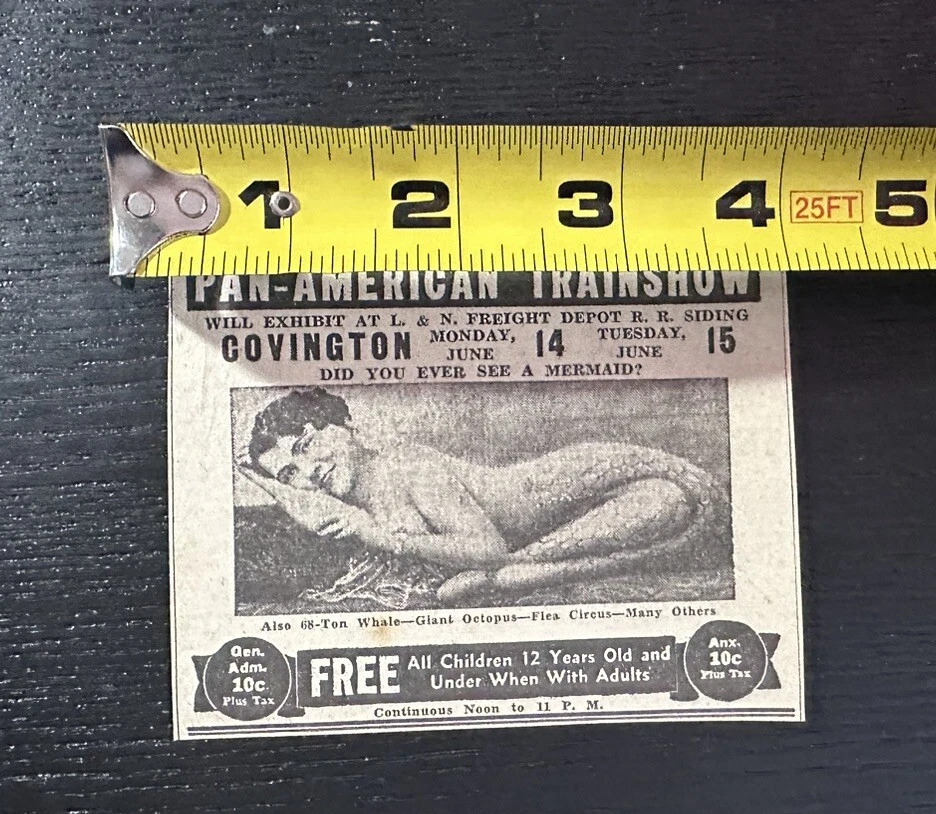 1 2 3 4 25FT 5
PAN-AMERICAN TRAINSHOW
WILL EXHIBIT AT L. & N. FREIGHT DEPOT R. R. SIDING
COVINGTON MONDAY, JUNE 14 TUESDAY, JUNE 15
DID YOU EVER SEE A MERMAID?
Also 68-Ton Whale—Giant Octopus—Flea Circus—Many Others
Gen.
Adm.
10c
Plus Tax
FREE All Children 12 Years Old and
Under When With Adults
Anx.
10c
Plus Tax
Continuous Noon to 11 P. M.